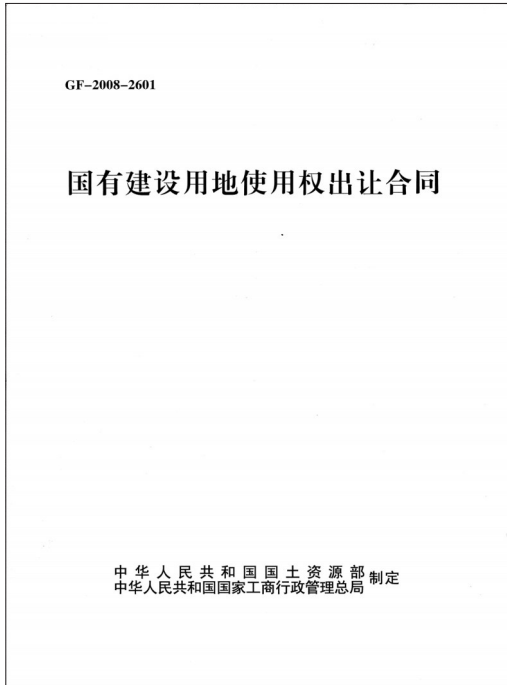 GF-2008-2601
国有建设用地使用权出让合同
中华人民共和国国土资源部
中华人民共和国国家工商行政管理总局
制定